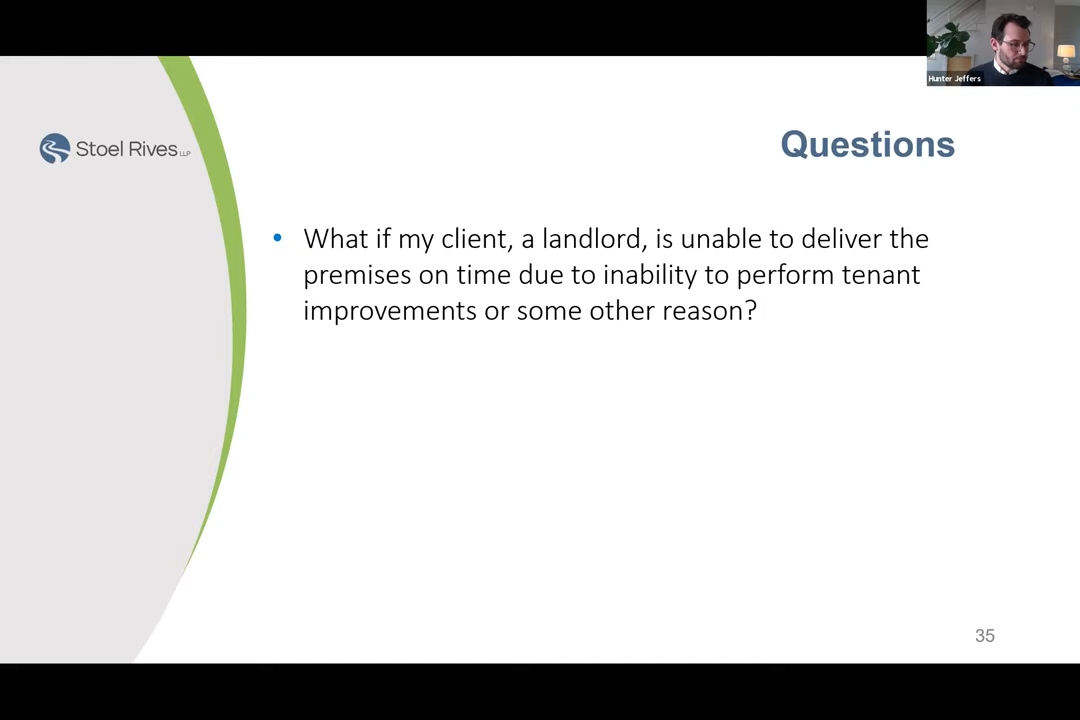 Hunter Jeffers
Stoel Rives LLP
Questions
• What if my client, a landlord, is unable to deliver the
premises on time due to inability to perform tenant
improvements or some other reason?
35